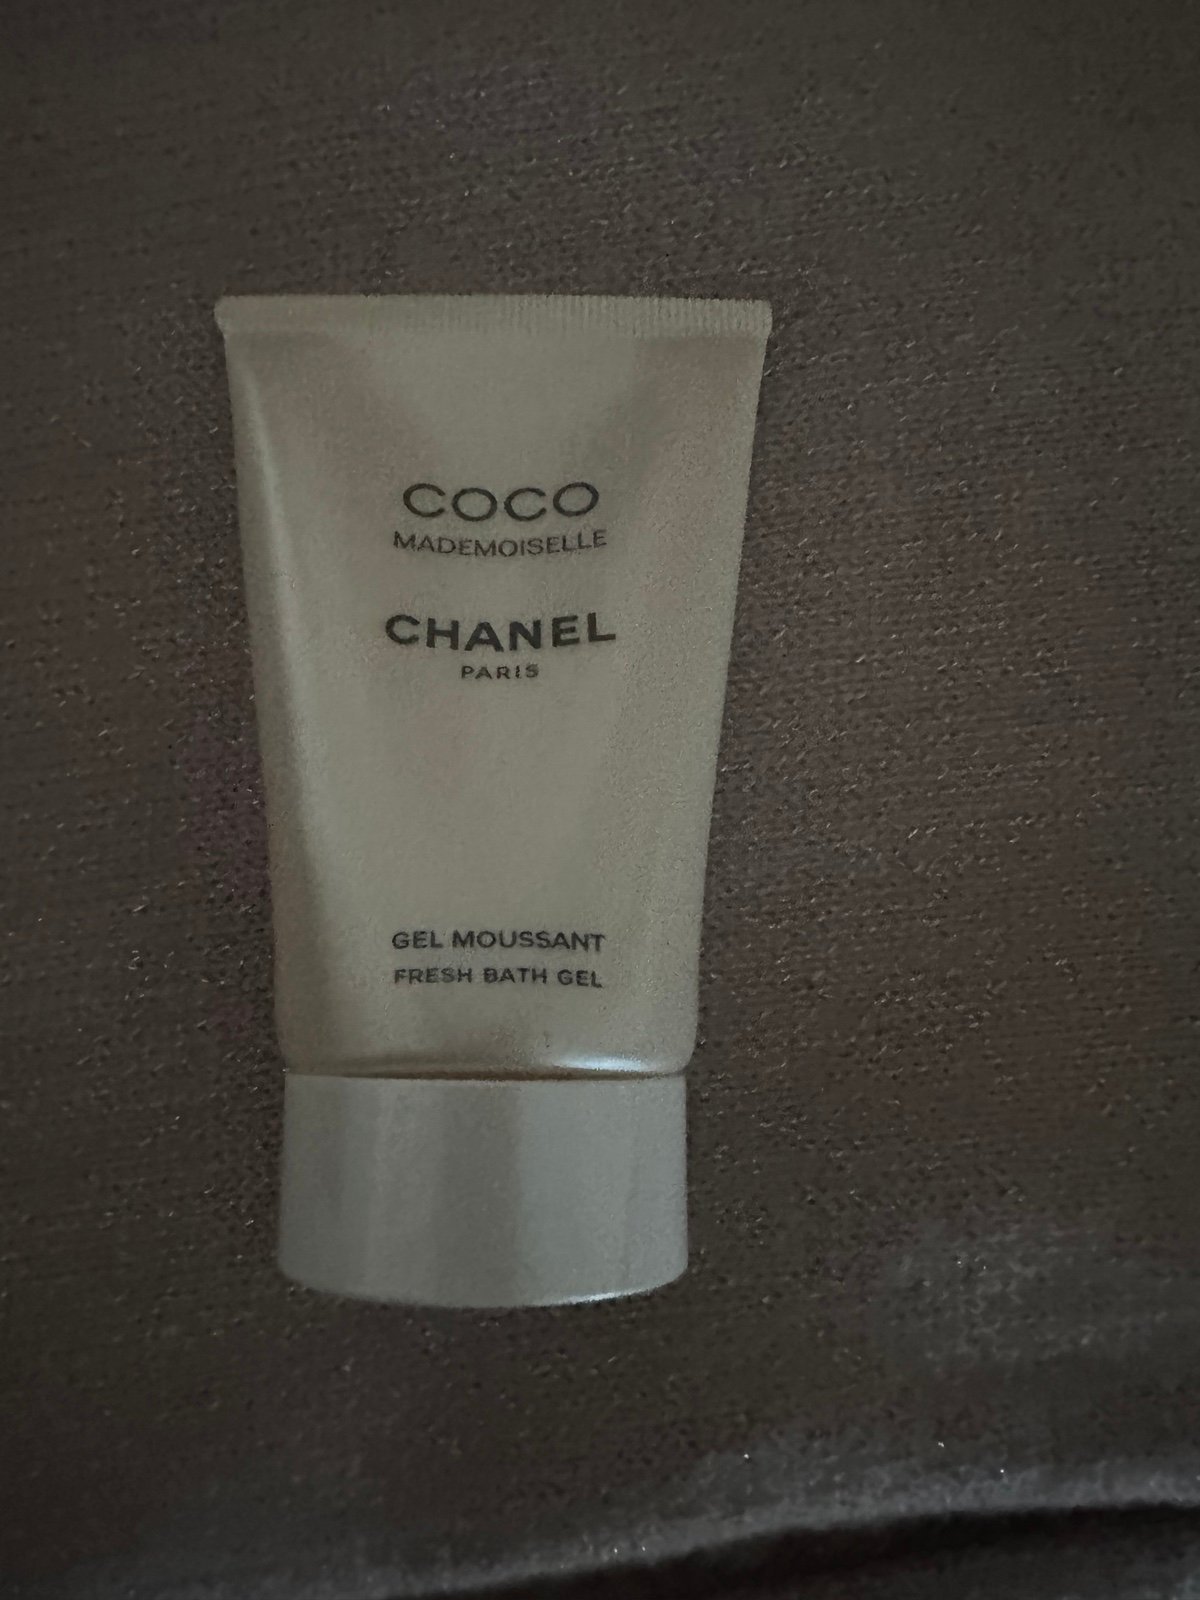 COCO
MADEMOISELLE
CHANEL
PARIS
GEL MOUSSANT
FRESH BATH GEL